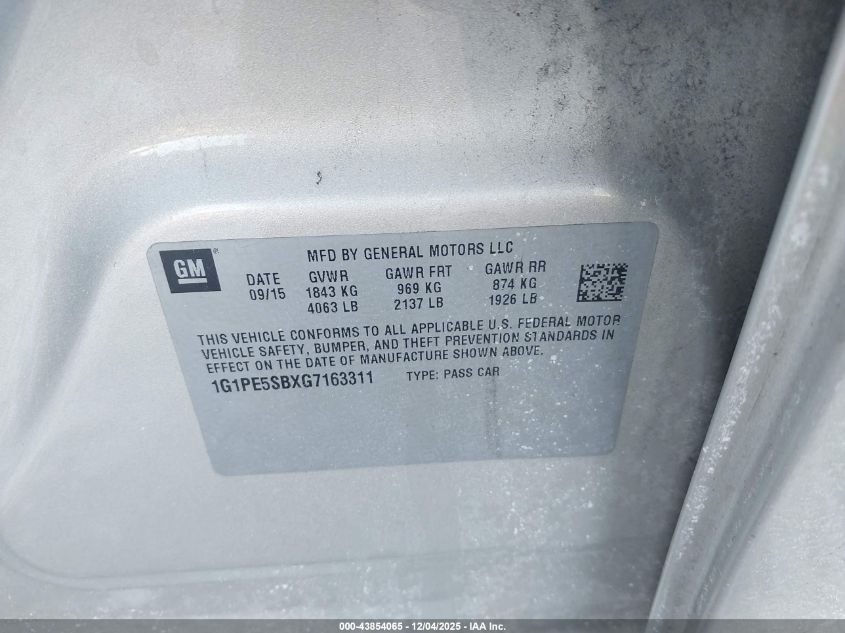 GM®
MFD BY GENERAL MOTORS LLC
DATE GVWR GAWR FRT GAWR RR
09/15 1843 KG 969 KG 874 KG
4063 LB 2137 LB 1926 LB
THIS VEHICLE CONFORMS TO ALL APPLICABLE U.S. FEDERAL MOTOR
VEHICLE SAFETY, BUMPER, AND THEFT PREVENTION STANDARDS IN
EFFECT ON THE DATE OF MANUFACTURE SHOWN ABOVE.
1G1PE5SBXG7163311 TYPE: PASS CAR
000-43854065 - 12/04/2025 - IAA Inc.